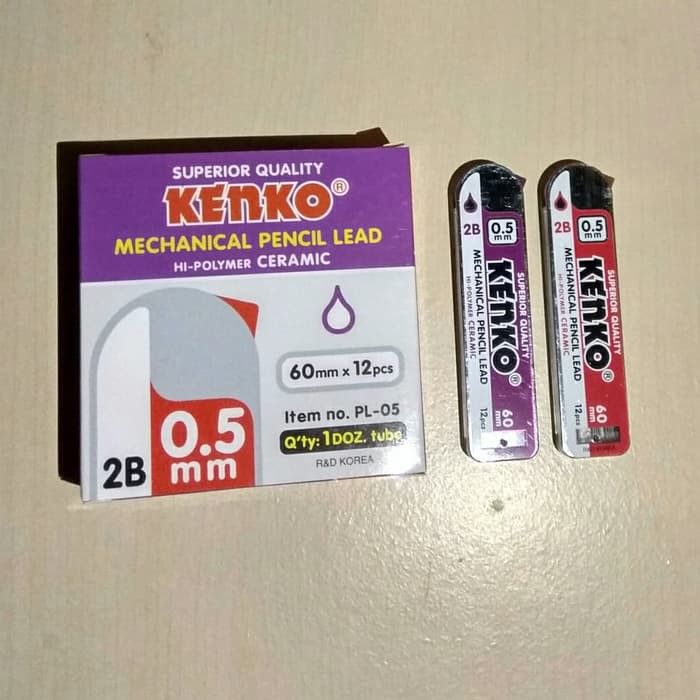 SUPERIOR QUALITY
KENKO®
MECHANICAL PENCIL LEAD
HI-POLYMER CERAMIC
60mm x 12pcs
Item no. PL-05
Q'ty: 1DOZ. tube
R&D KOREA
2B
0.5
mm
2B
0.5
mm
SUPERIOR QUALITY
KENKO®
MECHANICAL PENCIL LEAD
HI-POLYMER CERAMIC
60
mm
12pcs
2B
0.5
mm
SUPERIOR QUALITY
KENKO®
MECHANICAL PENCIL LEAD
HI-POLYMER CERAMIC
60
mm
12pcs
R&D KOREA